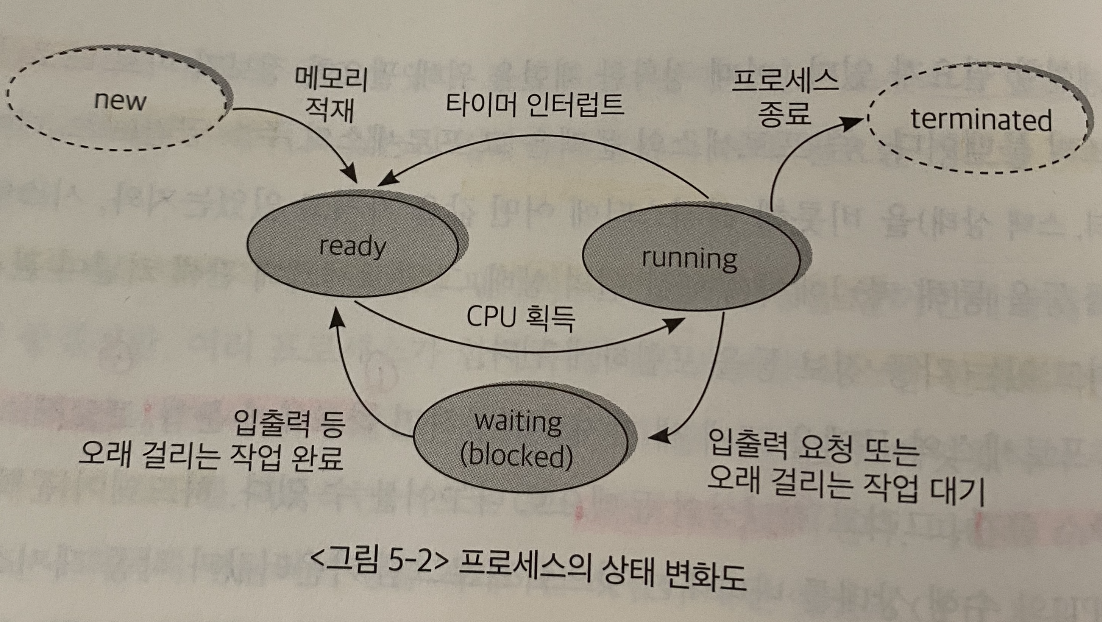 new
메모리
적재
타이머 인터럽트
프로세스
종료
terminated
ready
running
CPU 획득
waiting
(blocked)
입출력 등
오래 걸리는 작업 완료
입출력 요청 또는
오래 걸리는 작업 대기
<그림 5-2> 프로세스의 상태 변화도